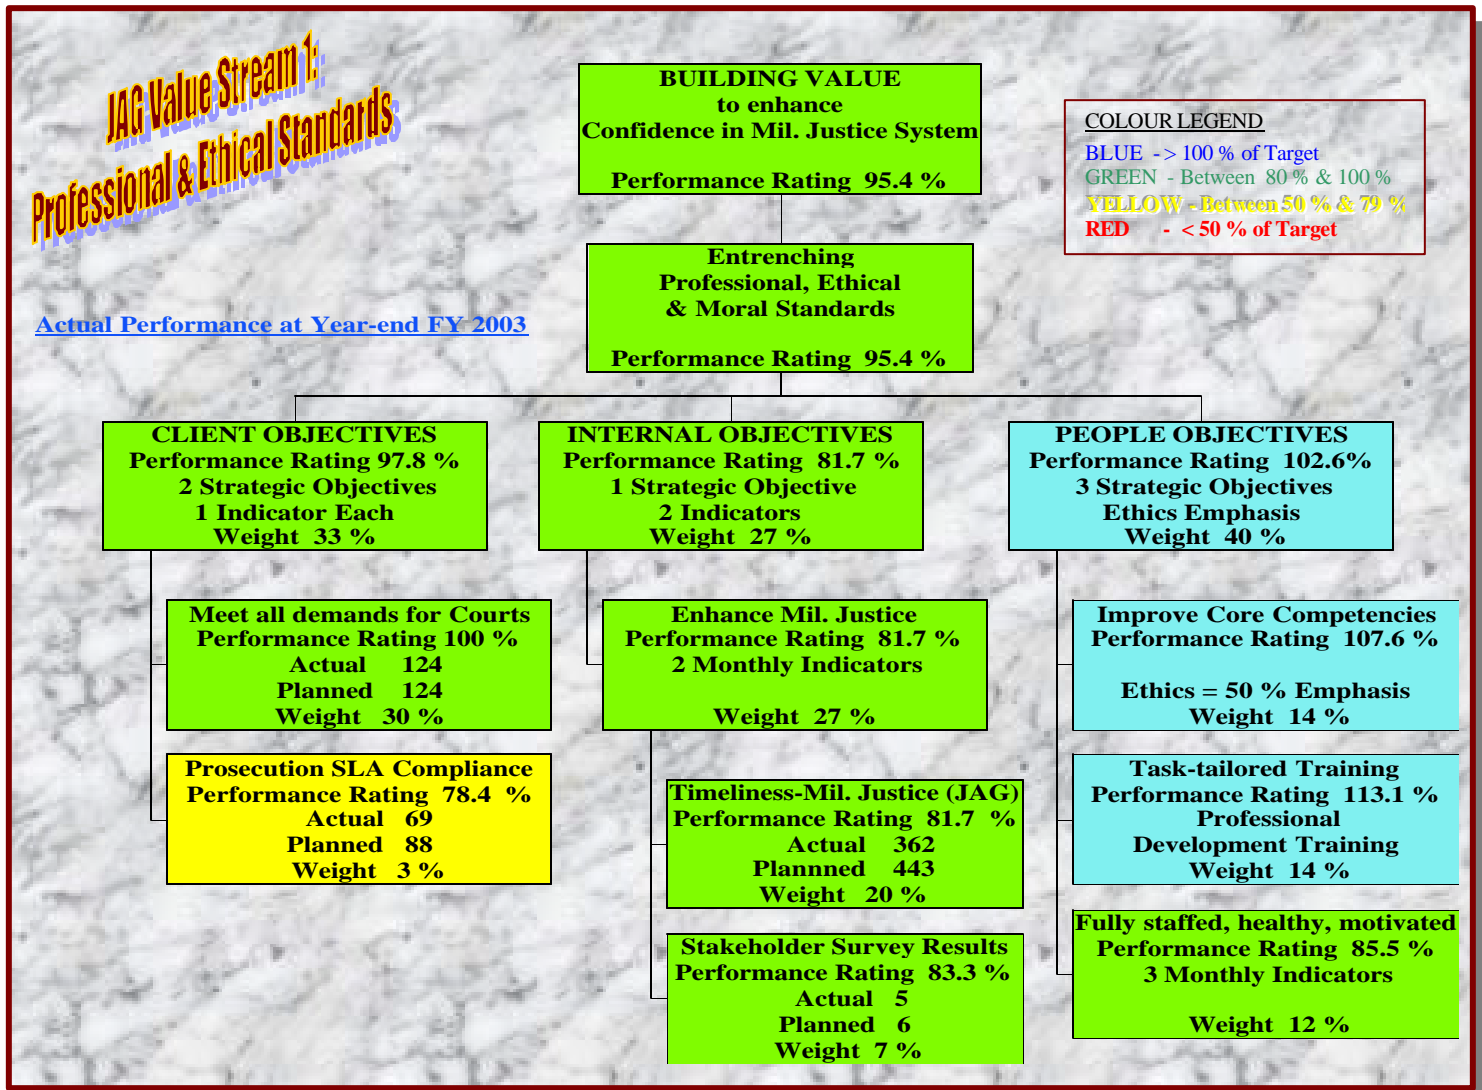 JAG Value Stream 1:
Professional & Ethical Standards
BUILDING VALUE
to enhance
Confidence in Mil. Justice System
Performance Rating 95.4 %
COLOUR LEGEND
BLUE - > 100 % of Target
GREEN - Between 80 % & 100 %
YELLOW - Between 50 % & 79 %
RED - < 50 % of Target
Entrenching
Professional, Ethical
& Moral Standards
Performance Rating 95.4 %
Actual Performance at Year-end FY 2003
CLIENT OBJECTIVES
Performance Rating 97.8 %
2 Strategic Objectives
1 Indicator Each
Weight 33 %
INTERNAL OBJECTIVES
Performance Rating 81.7 %
1 Strategic Objective
2 Indicators
Weight 27 %
PEOPLE OBJECTIVES
Performance Rating 102.6%
3 Strategic Objectives
Ethics Emphasis
Weight 40 %
Meet all demands for Courts
Performance Rating 100 %
Actual 124
Planned 124
Weight 30 %
Prosecution SLA Compliance
Performance Rating 78.4 %
Actual 69
Planned 88
Weight 3 %
Enhance Mil. Justice
Performance Rating 81.7 %
2 Monthly Indicators
Weight 27 %
Timeliness-Mil. Justice (JAG)
Performance Rating 81.7 %
Actual 362
Plannned 443
Weight 20 %
Stakeholder Survey Results
Performance Rating 83.3 %
Actual 5
Planned 6
Weight 7 %
Improve Core Competencies
Performance Rating 107.6 %
Ethics = 50 % Emphasis
Weight 14 %
Task-tailored Training
Performance Rating 113.1 %
Professional
Development Training
Weight 14 %
Fully staffed, healthy, motivated
Performance Rating 85.5 %
3 Monthly Indicators
Weight 12 %